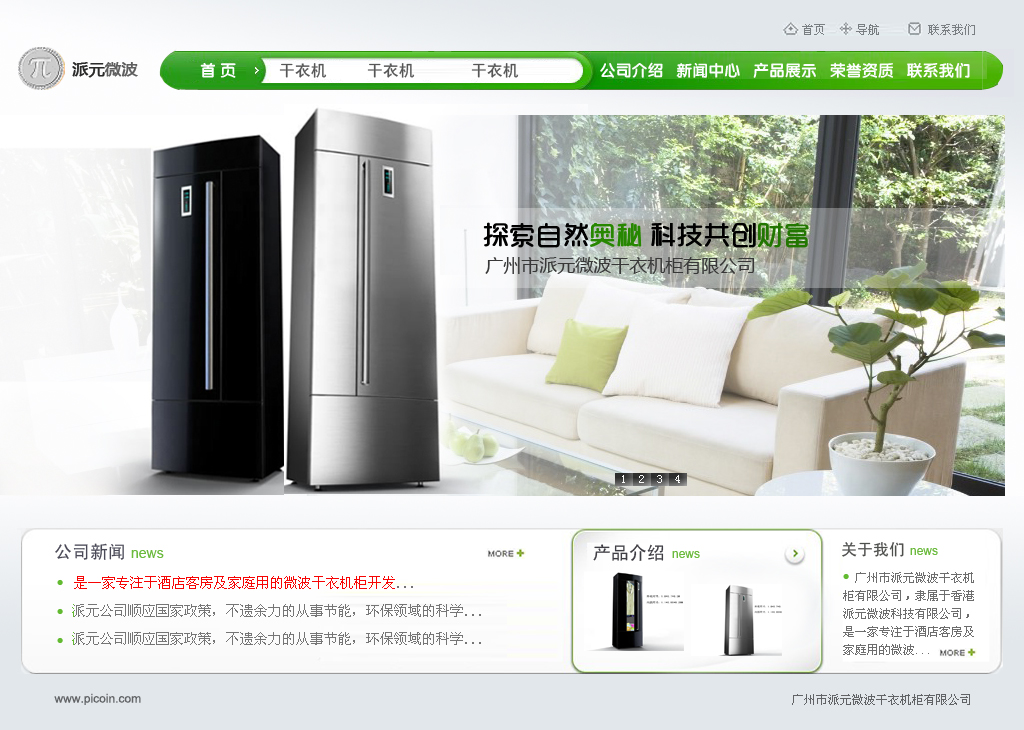 首页 导航 联系我们
派元微波 首 页 干衣机 干衣机 干衣机 公司介绍 新闻中心 产品展示 荣誉资质 联系我们
探索自然奥秘 科技共创财富
广州市派元微波干衣机柜有限公司
1 2 3 4
公司新闻 news MORE
是一家专注于酒店客房及家庭用的微波干衣机柜开发...
派元公司顺应国家政策，不遗余力的从事节能，环保领域的科学...
派元公司顺应国家政策，不遗余力的从事节能，环保领域的科学...
产品介绍 news
关于我们 news
广州市派元微波干衣机
柜有限公司，隶属于香港
派元微波科技有限公司，
是一家专注于酒店客房及
家庭用的微波... MORE
www.picoin.com 广州市派元微波干衣机柜有限公司